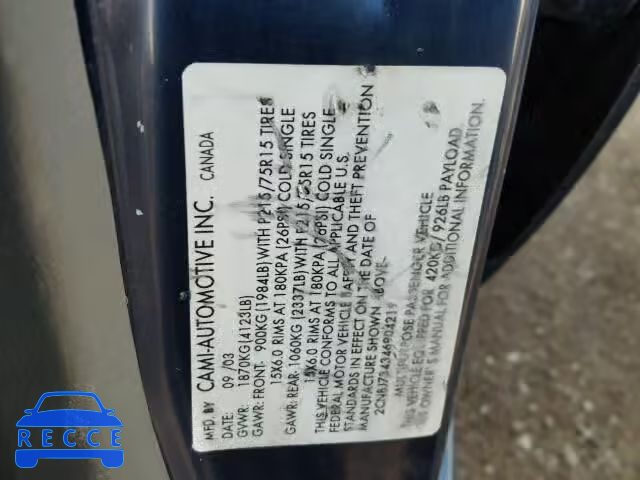 MFD. BY CAMI-AUTOMOTIVE INC.
DATE: 09/03 CANADA
GVWR: 1870KG(4123LB)
GAWR: FRONT- 900KG(1984LB)WITH P215/75R15 TIRES
15X6.0 RIMS AT 180KPA (26PSI) COLD SINGLE
GAWR: REAR- 1060KG(2337LB)WITH P215/75R15 TIRES
15X6.0 RIMS AT 180KPA (26PSI) COLD SINGLE
THIS VEHICLE CONFORMS TO ALL APPLICABLE U.S.
FEDERAL MOTOR VEHICLE SAFETY AND THEFT PREVENTION
STANDARDS IN EFFECT ON THE DATE OF
MANUFACTURE SHOWN ABOVE.
MULTIPURPOSE PASSENGER VEHICLE
THIS VEHICLE EQUIPPED FOR 420KG/926LB PAYLOAD
OWNER'S MANUAL FOR ADDITIONAL INFORMATION.
RECCE